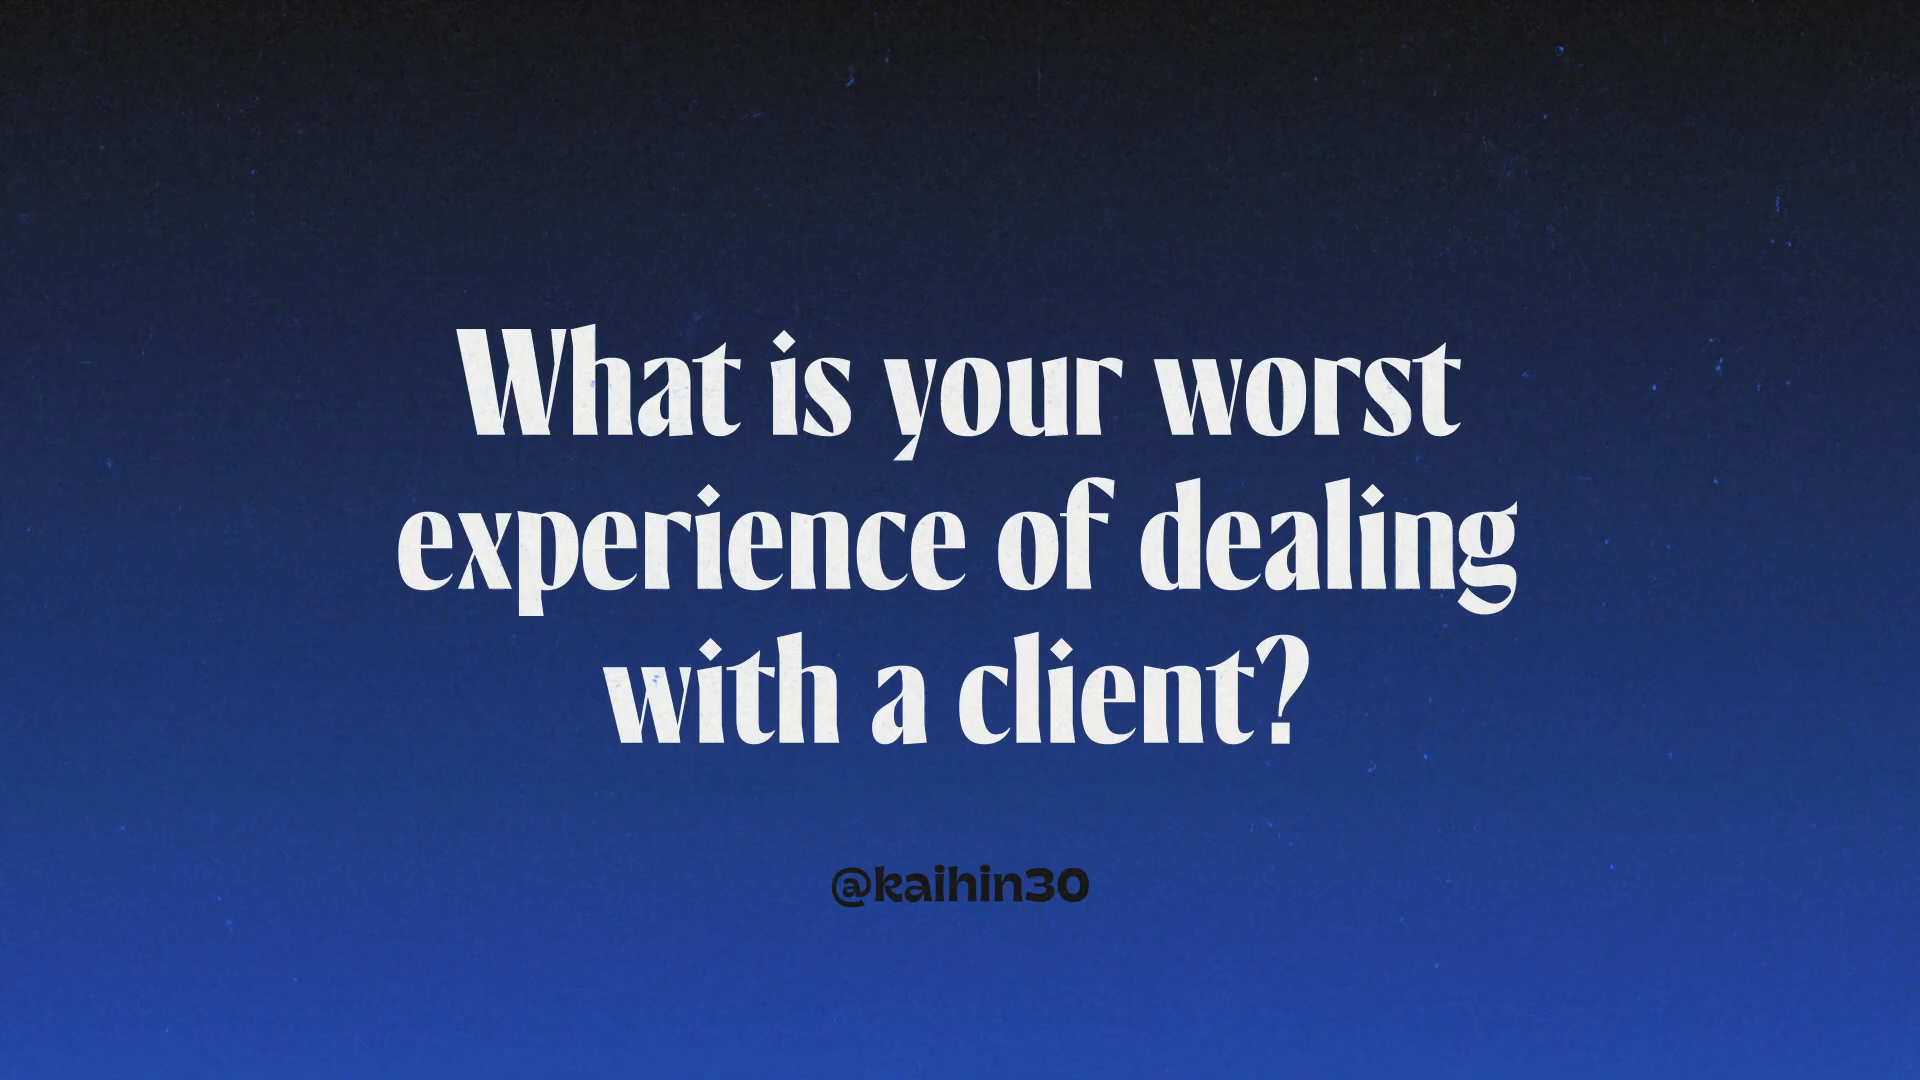 What is your worst
experience of dealing
with a client?
@kaihin30